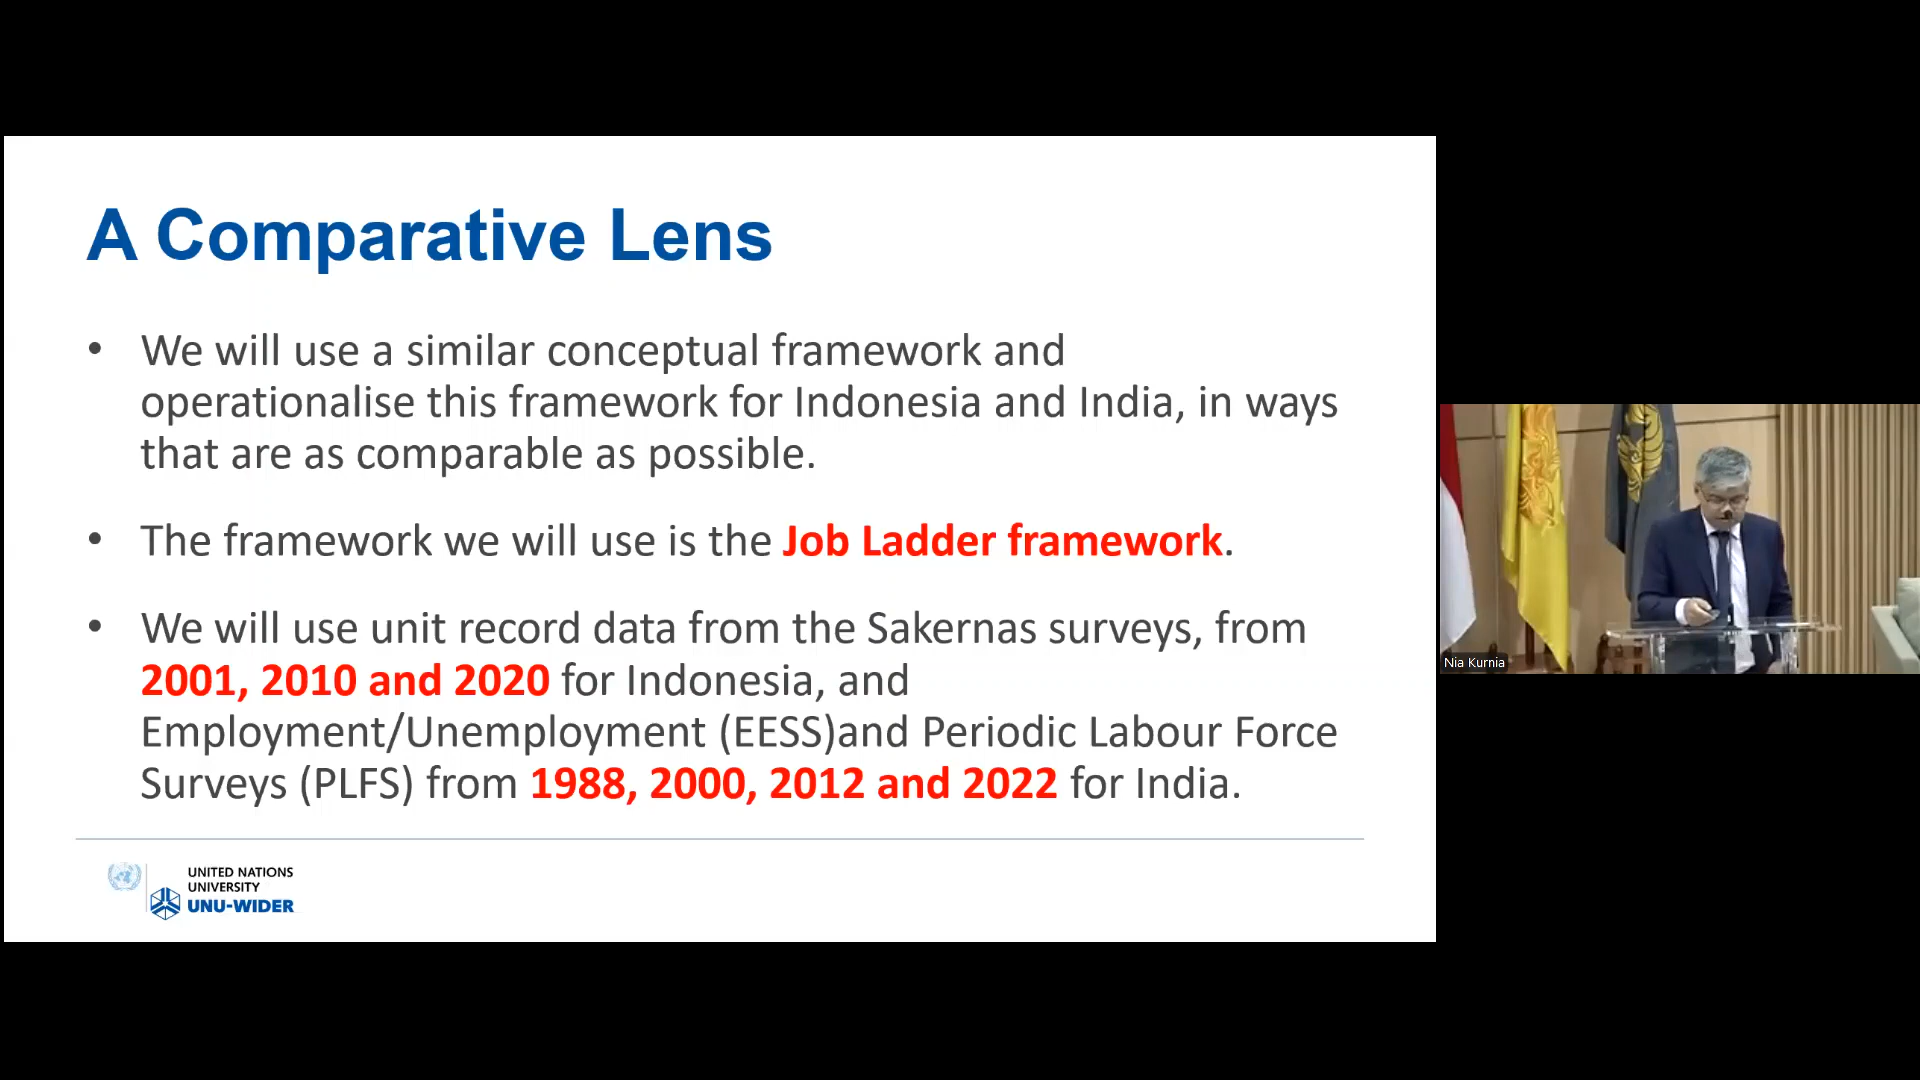 A Comparative Lens
• We will use a similar conceptual framework and
operationalise this framework for Indonesia and India, in ways
that are as comparable as possible.
• The framework we will use is the Job Ladder framework.
• We will use unit record data from the Sakernas surveys, from
2001, 2010 and 2020 for Indonesia, and
Employment/Unemployment (EESS)and Periodic Labour Force
Surveys (PLFS) from 1988, 2000, 2012 and 2022 for India.
UNITED NATIONS
UNIVERSITY
UNU-WIDER
Nia Kurnia